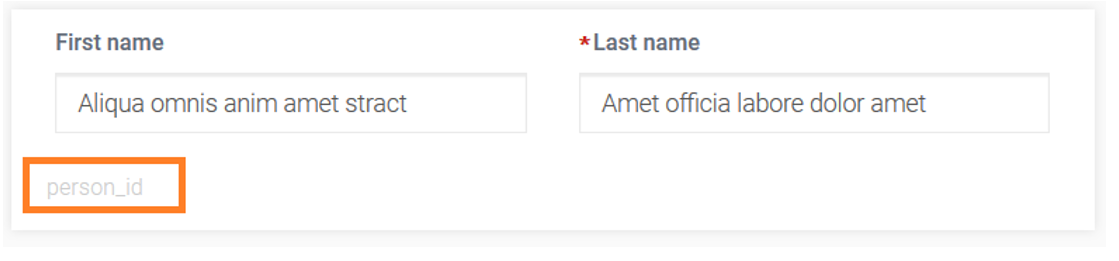 First name
*Last name
Aliqua omnis anim amet stract
Amet officia labore dolor amet
person_id